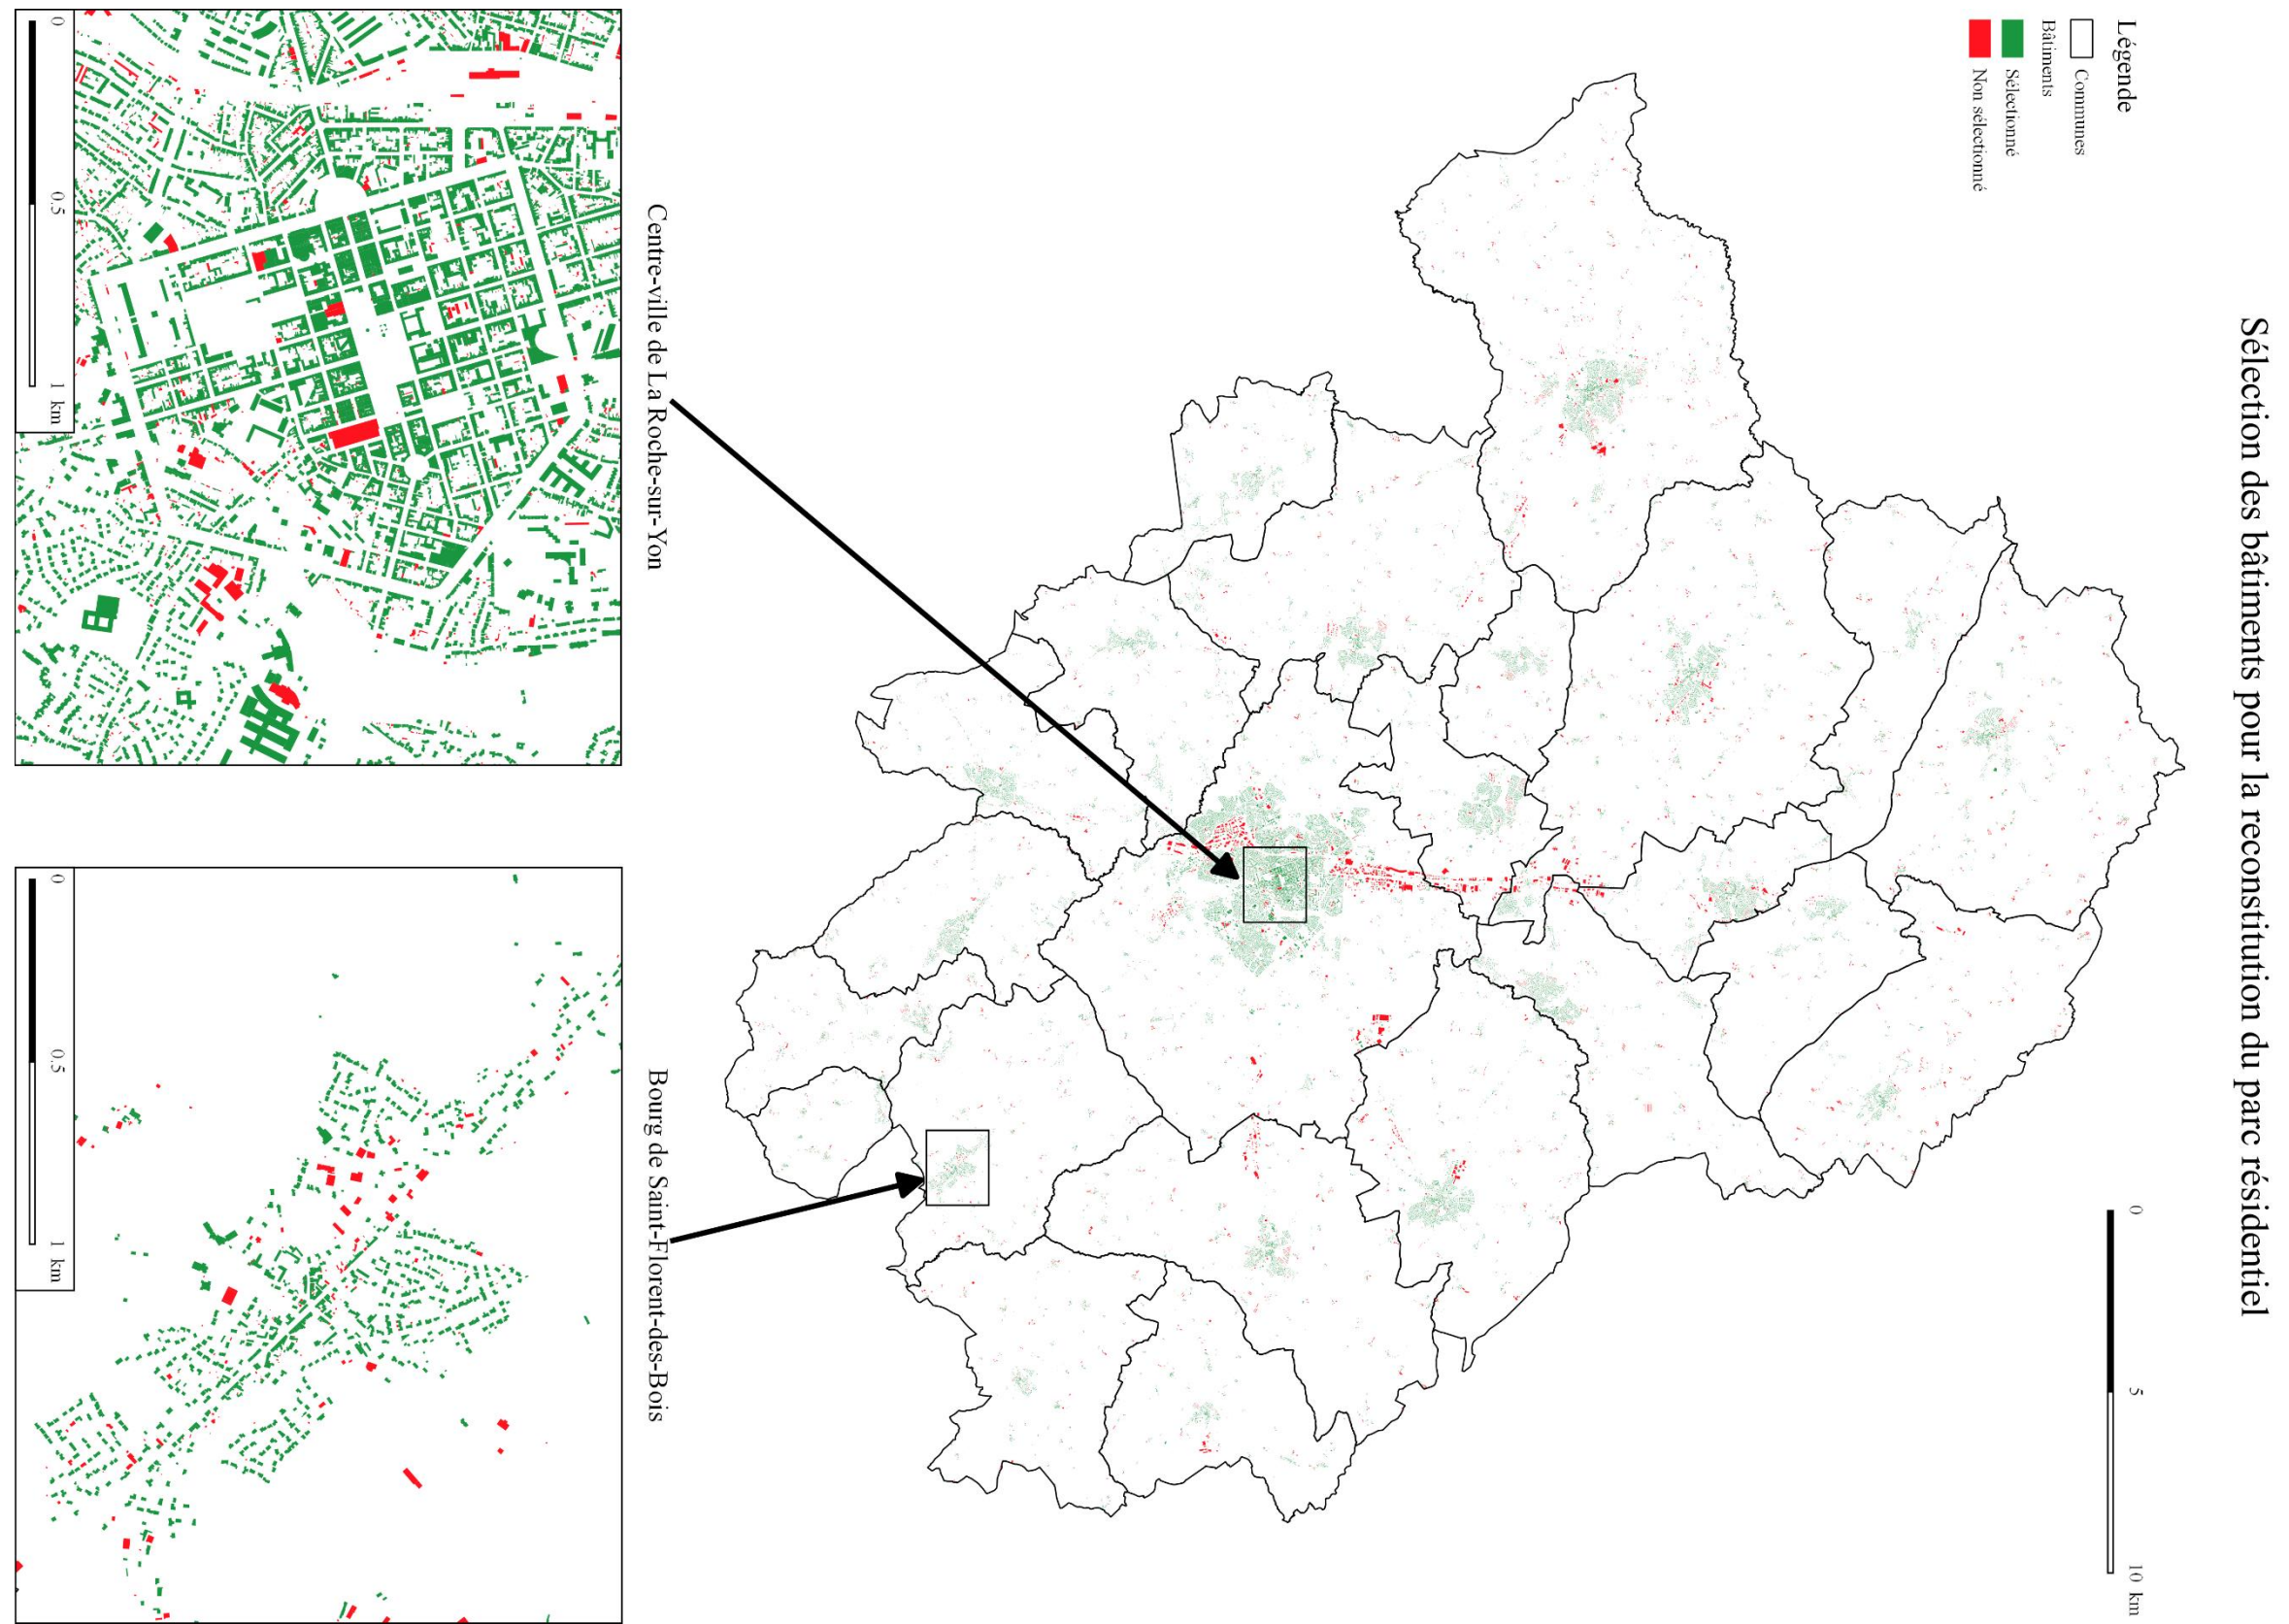 Sélection des bâtiments pour la reconstitution du parc résidentiel
Légende
Communes
Bâtiments
Sélectionné
Non sélectionné
0 5 10 km
Centre-ville de La Roche-sur-Yon
Bourg de Saint-Florent-des-Bois
0 0.5 1 km
0 0.5 1 km